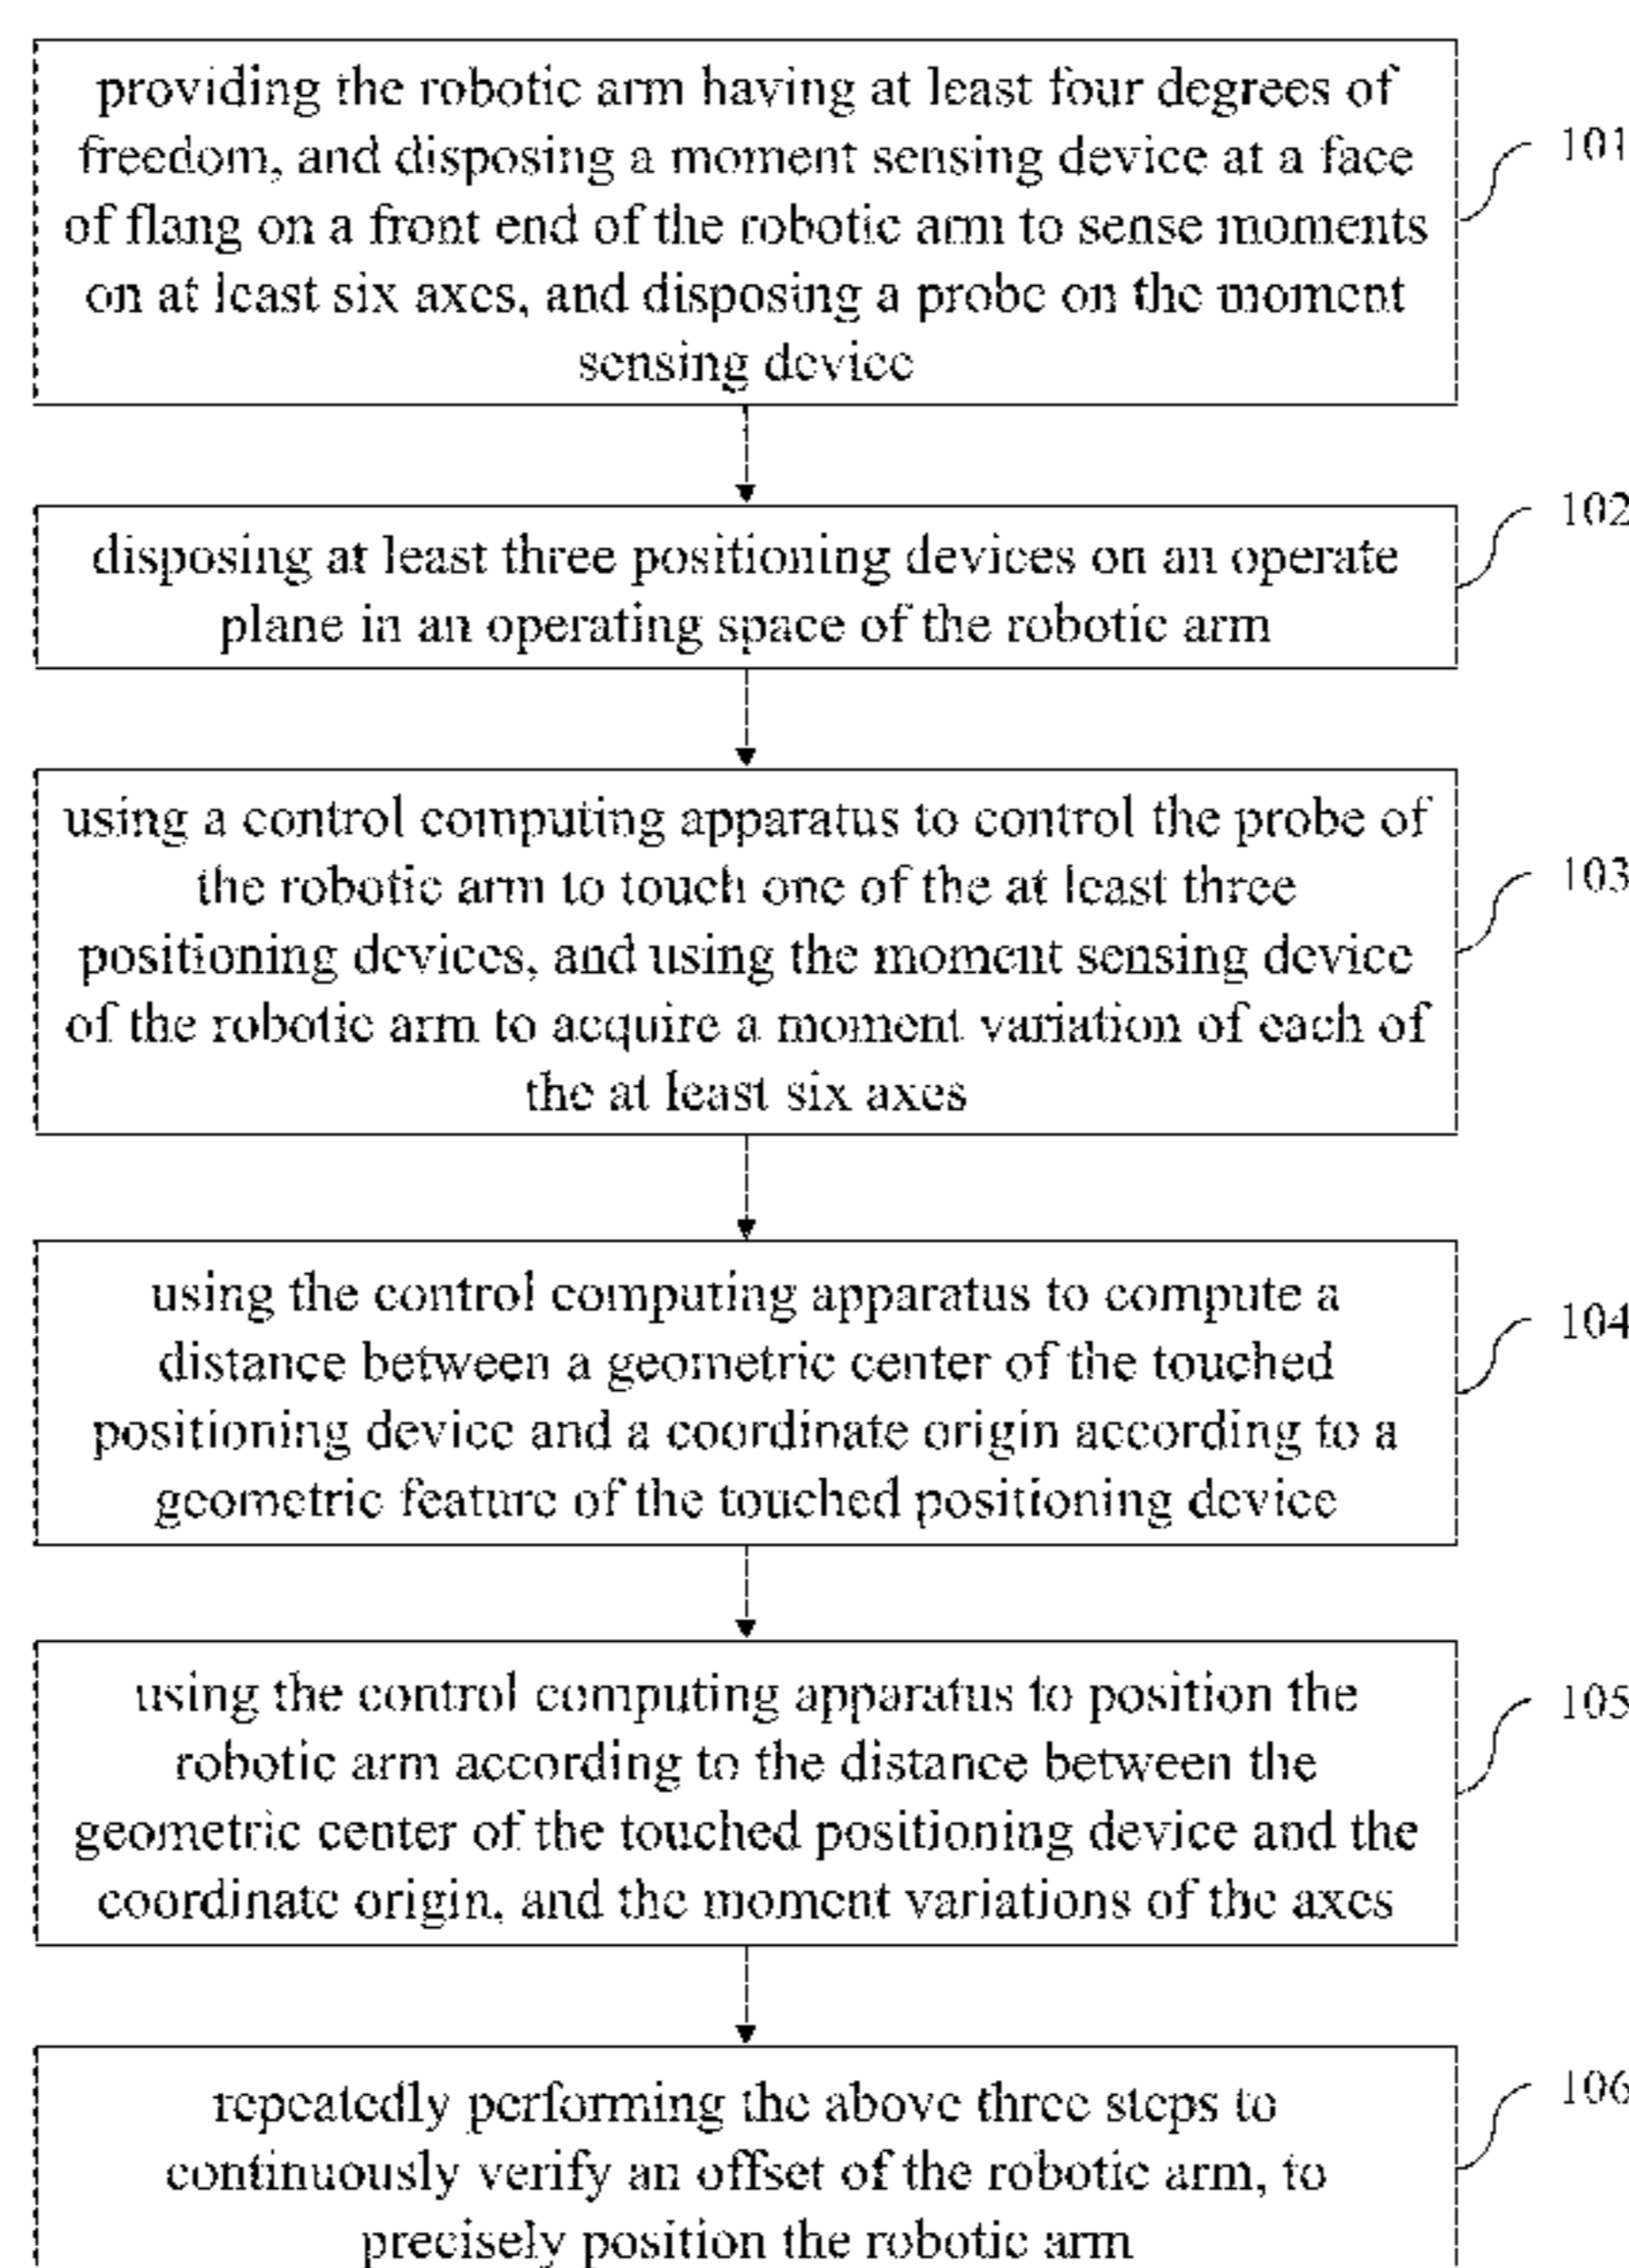 providing the robotic arm having at least four degrees of
freedom, and disposing a moment sensing device at a face
of flang on a front end of the robotic arm to sense moments
on at least six axes, and disposing a probe on the moment
sensing device
101
disposing at least three positioning devices on an operate
plane in an operating space of the robotic arm
102
using a control computing apparatus to control the probe of
the robotic arm to touch one of the at least three
positioning devices, and using the moment sensing device
of the robotic arm to acquire a moment variation of each of
the at least six axes
103
using the control computing apparatus to compute a
distance between a geometric center of the touched
positioning device and a coordinate origin according to a
geometric feature of the touched positioning device
104
using the control computing apparatus to position the
robotic arm according to the distance between the
geometric center of the touched positioning device and the
coordinate origin, and the moment variations of the axes
105
repeatedly performing the above three steps to
continuously verify an offset of the robotic arm, to
precisely position the robotic arm
106